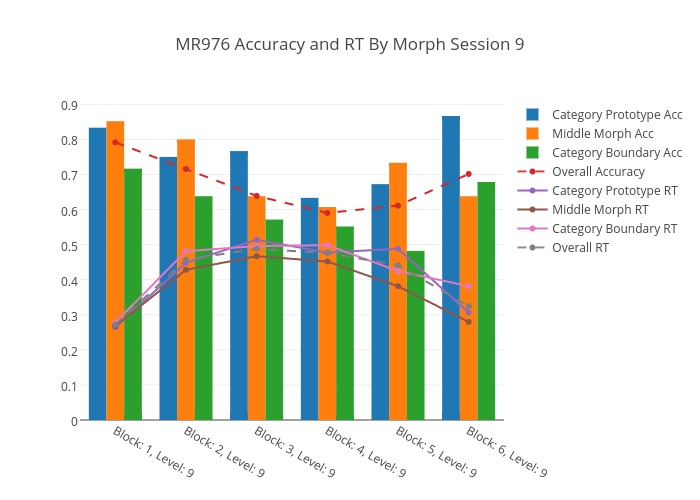 MR976 Accuracy and RT By Morph Session 9
0.9
0.8
0.7
0.6
0.5
0.4
0.3
0.2
0.1
0
Block: 1, Level: 9
Block: 2, Level: 9
Block: 3, Level: 9
Block: 4, Level: 9
Block: 5, Level: 9
Block: 6, Level: 9
Category Prototype Acc
Middle Morph Acc
Category Boundary Acc
Overall Accuracy
Category Prototype RT
Middle Morph RT
Category Boundary RT
Overall RT